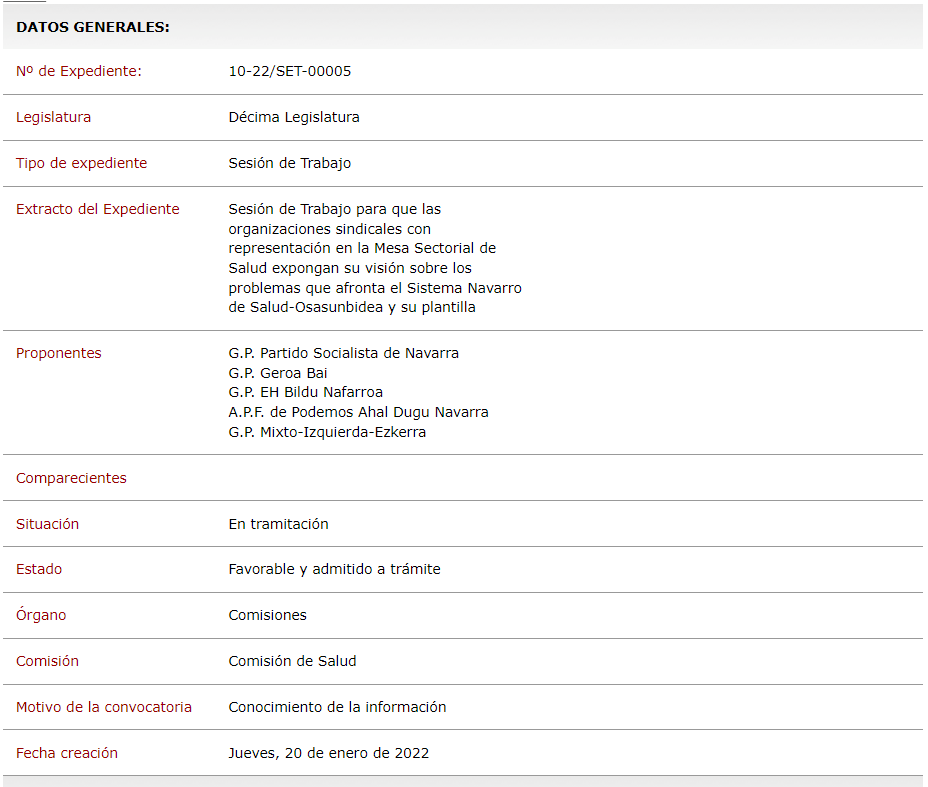 DATOS GENERALES:
Nº de Expediente: 10-22/SET-00005
Legislatura Décima Legislatura
Tipo de expediente Sesión de Trabajo
Extracto del Expediente Sesión de Trabajo para que las
organizaciones sindicales con
representación en la Mesa Sectorial de
Salud expongan su visión sobre los
problemas que afronta el Sistema Navarro
de Salud-Osasunbidea y su plantilla
Proponentes G.P. Partido Socialista de Navarra
G.P. Geroa Bai
G.P. EH Bildu Nafarroa
A.P.F. de Podemos Ahal Dugu Navarra
G.P. Mixto-Izquierda-Ezkerra
Comparecientes
Situación En tramitación
Estado Favorable y admitido a trámite
Órgano Comisiones
Comisión Comisión de Salud
Motivo de la convocatoria Conocimiento de la información
Fecha creación Jueves, 20 de enero de 2022